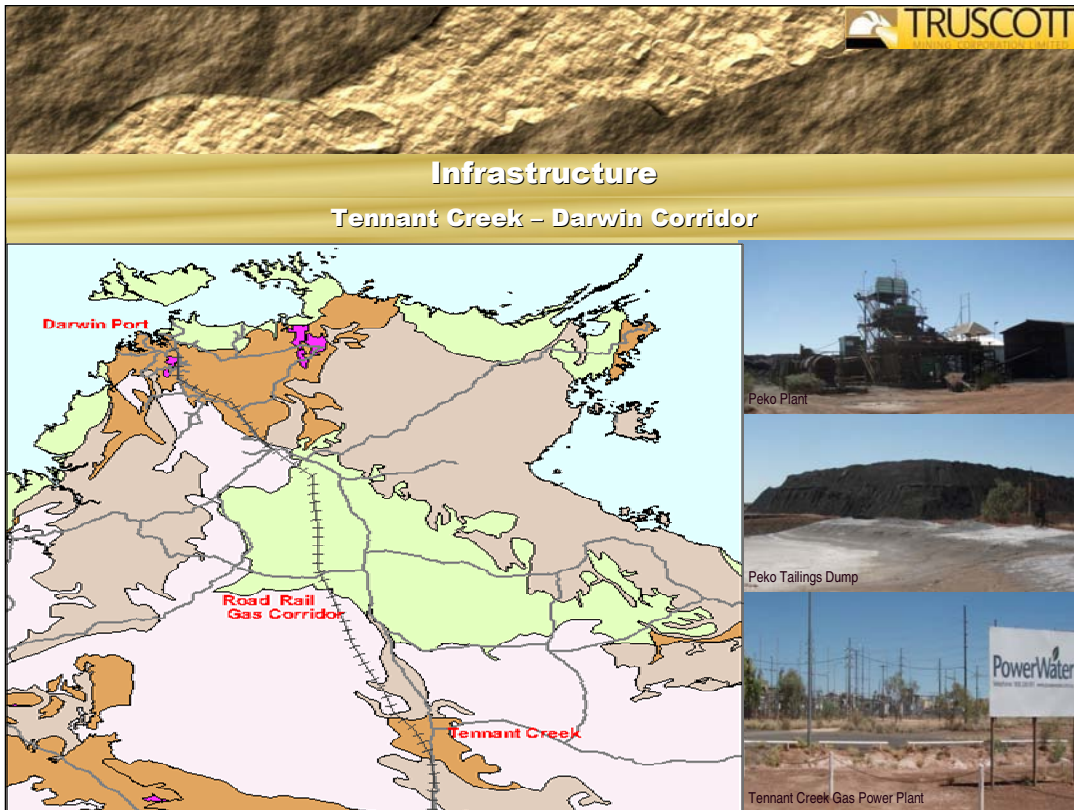 TRUSCOTT
MINING CORPORATION LIMITED
Infrastructure
Tennant Creek – Darwin Corridor
Darwin Port
Road Rail
Gas Corridor
Tennant Creek
Peko Plant
Peko Tailings Dump
PowerWater
Tennant Creek Gas Power Plant